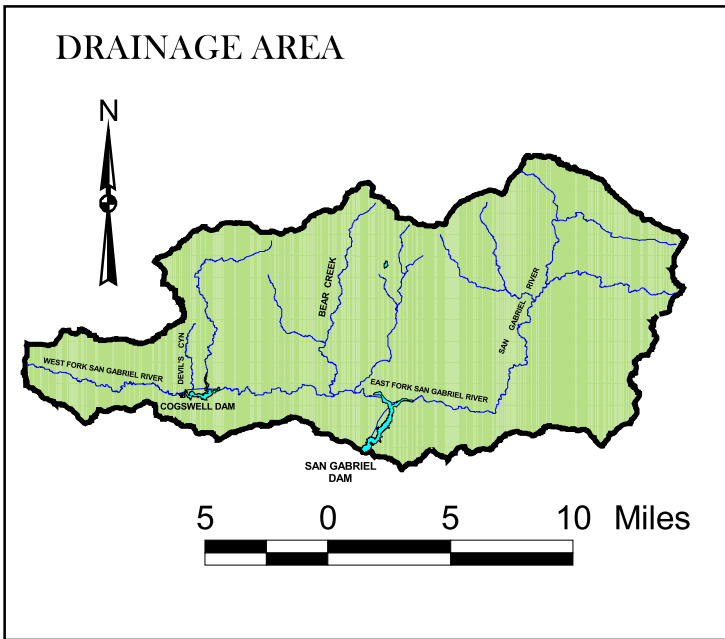 DRAINAGE AREA
N
BEAR CREEK
SAN GABRIEL RIVER
DEVIL'S CYN
WEST FORK SAN GABRIEL RIVER
EAST FORK SAN GABRIEL RIVER
COGSWELL DAM
SAN GABRIEL
DAM
5 0 5 10 Miles